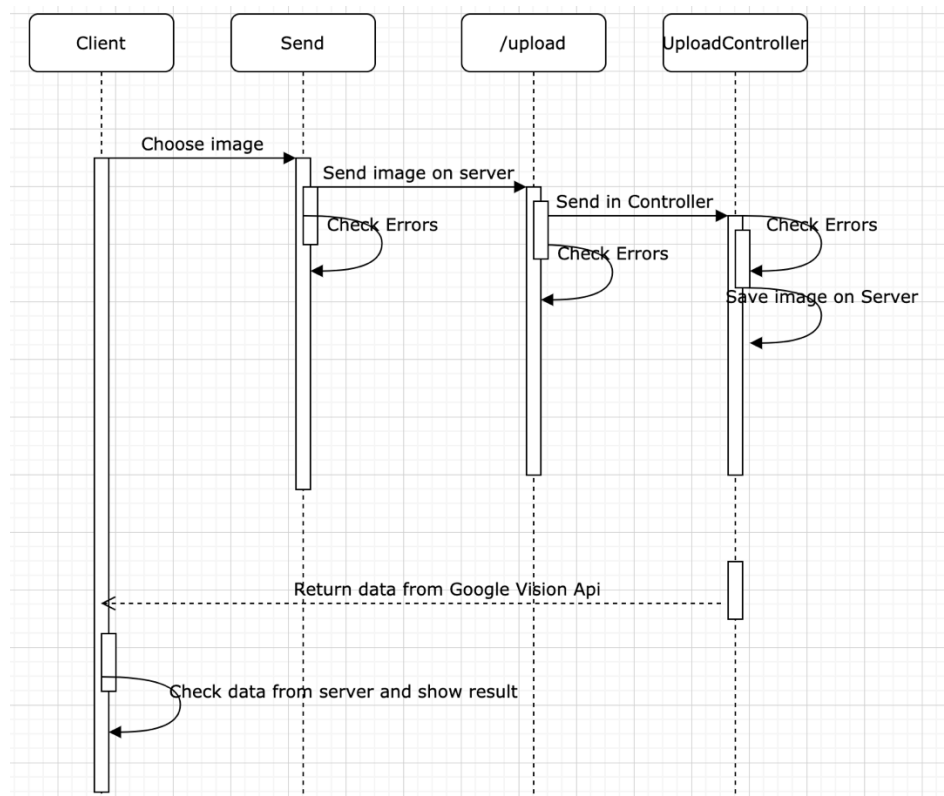 Client
Send
/upload
UploadController
Choose image
Send image on server
Send in Controller
Check Errors
Check Errors
Check Errors
Save image on Server
Return data from Google Vision Api
Check data from server and show result